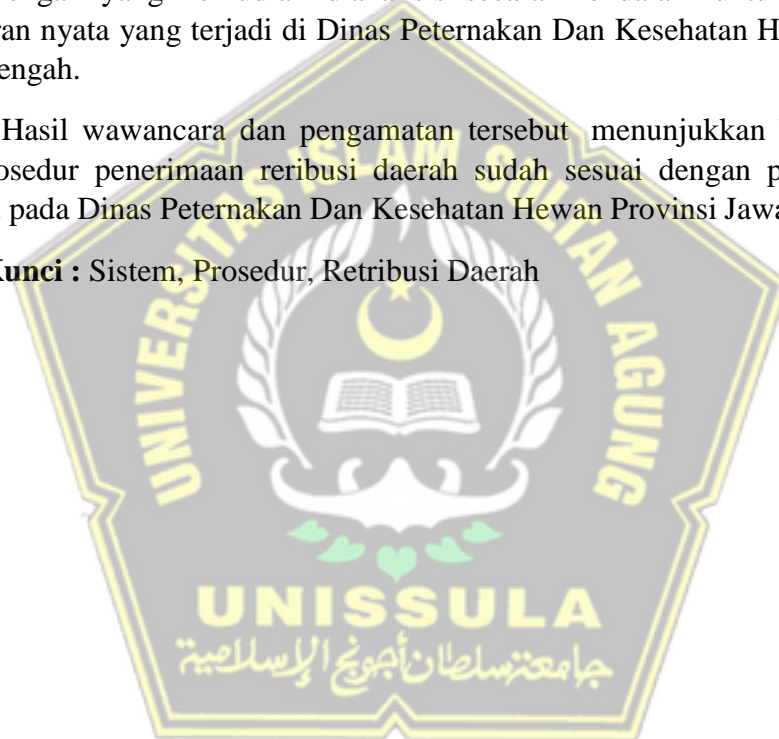 ran nyata yang terjadi di Dinas Peternakan Dan Kesehatan H
engah.
Hasil wawancara dan pengamatan tersebut menunjukkan
osedur penerimaan reribusi daerah sudah sesuai dengan p
pada Dinas Peternakan Dan Kesehatan Hewan Provinsi Jawa
Kunci : Sistem, Prosedur, Retribusi Daerah
UNIVERSITAS ISLAM SULTAN AGUNG
UNISSULA
جامعة سلطان أجونج الإسلامية